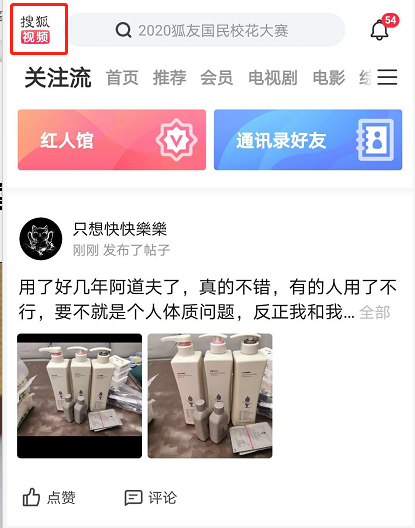 搜狐
视频
2020狐友国民校花大赛
54
关注流 首页 推荐 会员 电视剧 电影
红人馆 通讯录好友
只想快快樂樂
刚刚 发布了帖子
用了好几年阿道夫了，真的不错，有的人用了不
行，要不就是个人体质问题，反正我和我... 全部
点赞 评论